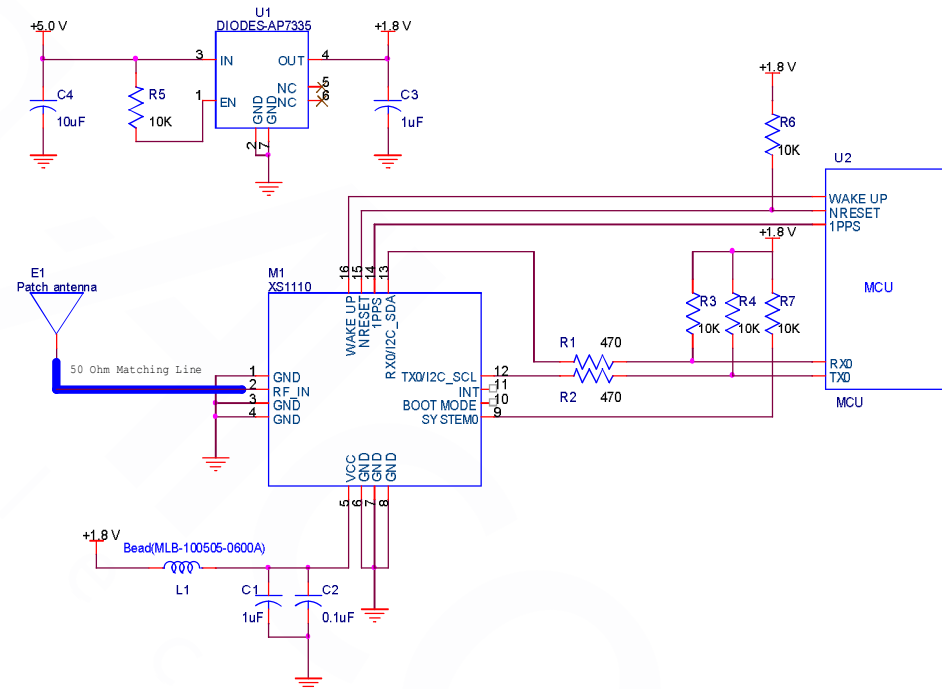 U1
DIODES-AP7335
+5.0 V
+1.8 V
3 IN OUT 4
C4
10uF
R5
10K
1 EN
NC 5
NC 6
GND
GND
2
7
C3
1uF
+1.8 V
R6
10K
U2
WAKE UP
NRESET
1PPS
+1.8 V
MCU
E1
Patch antenna
M1
XS1110
16
15
14
13
WAKE UP
NRESET
1PPS
RX0/I2C_SDA
R3
10K
R4
10K
R7
10K
50 Ohm Matching Line
R1 470
R2 470
RX0
TX0
MCU
1 GND
2 RF_IN
3 GND
4 GND
TX0/I2C_SCL 12
INT 11
BOOT MODE 10
SYSTEM0 9
VCC
GND
GND
GND
5
6
7
8
+1.8 V
Bead(MLB-100505-0600A)
L1
C1
1uF
C2
0.1uF